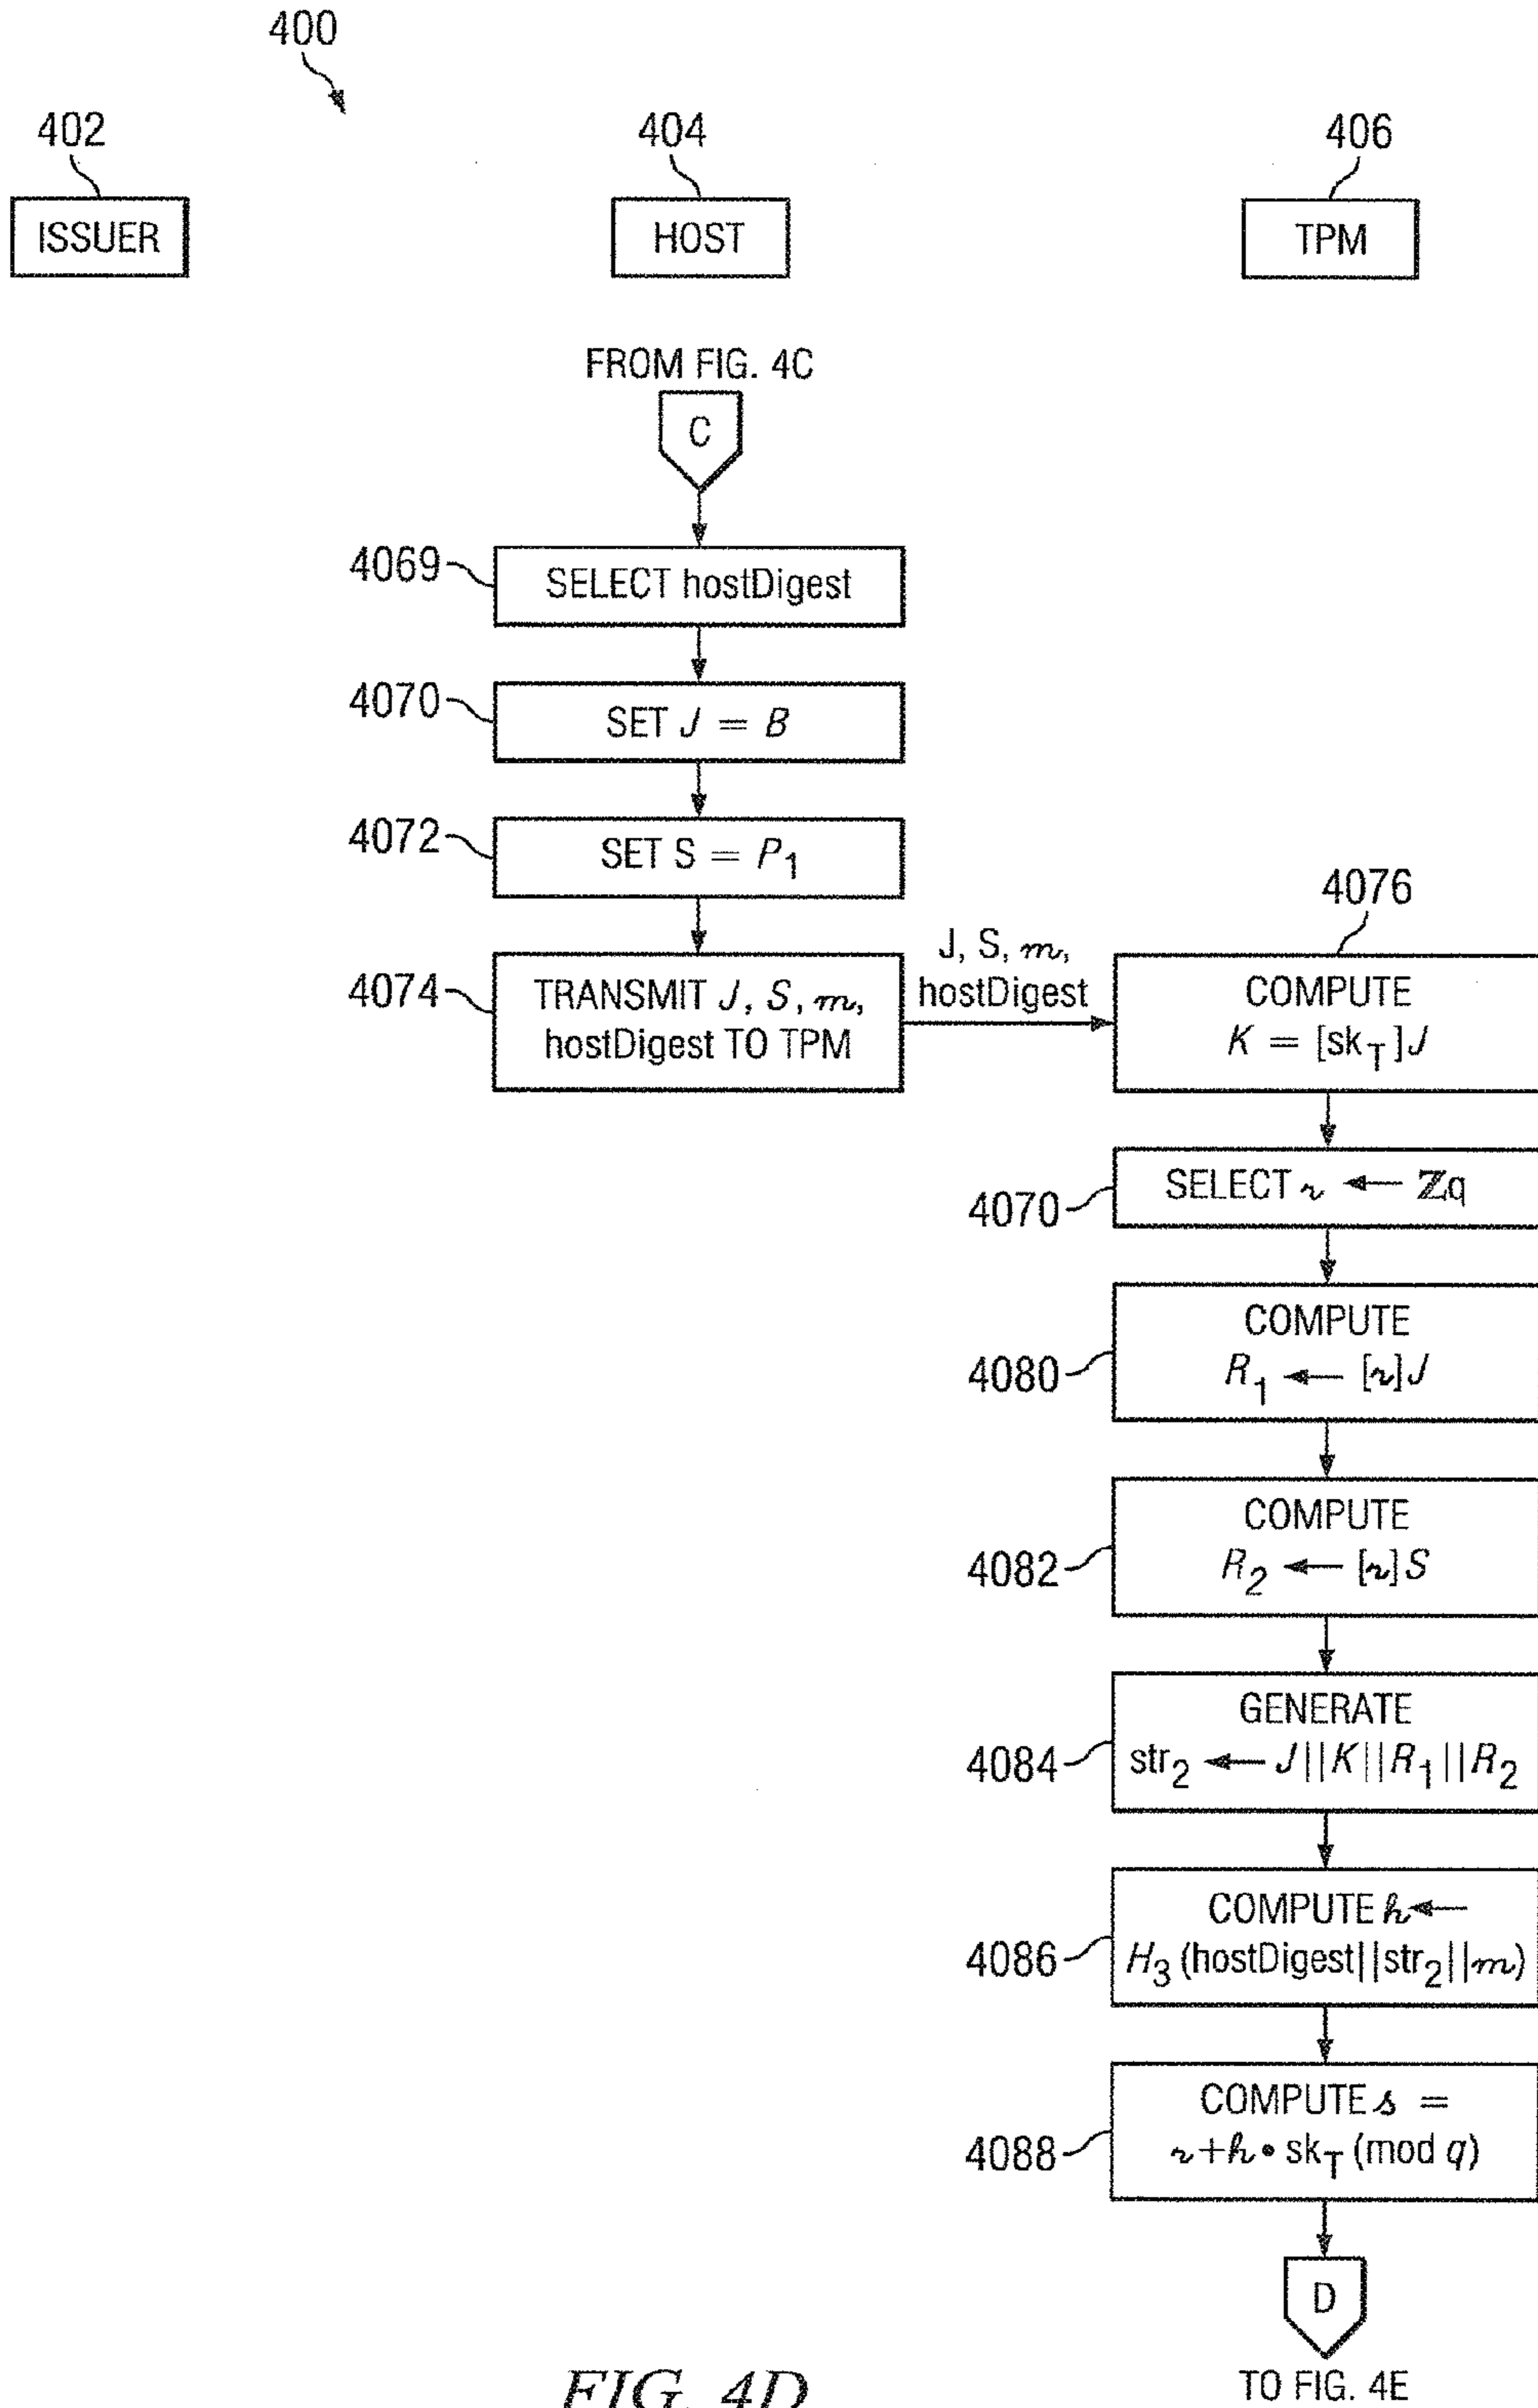 400
402
404
406
ISSUER
HOST
TPM
FROM FIG. 4C
C
4069
SELECT hostDigest
4070
SET J = B
4072
SET S = P₁
4074
TRANSMIT J, S, m,
hostDigest TO TPM
J, S, m,
hostDigest
4076
COMPUTE
K = [sk_T]J
4070
SELECT r ← ℤq
4080
COMPUTE
R₁ ← [r]J
4082
COMPUTE
R₂ ← [r]S
4084
GENERATE
str₂ ← J||K||R₁||R₂
4086
COMPUTE h ←
H₃ (hostDigest||str₂||m)
4088
COMPUTE s =
r+h • sk_T (mod q)
D
TO FIG. 4E
FIG. 4D